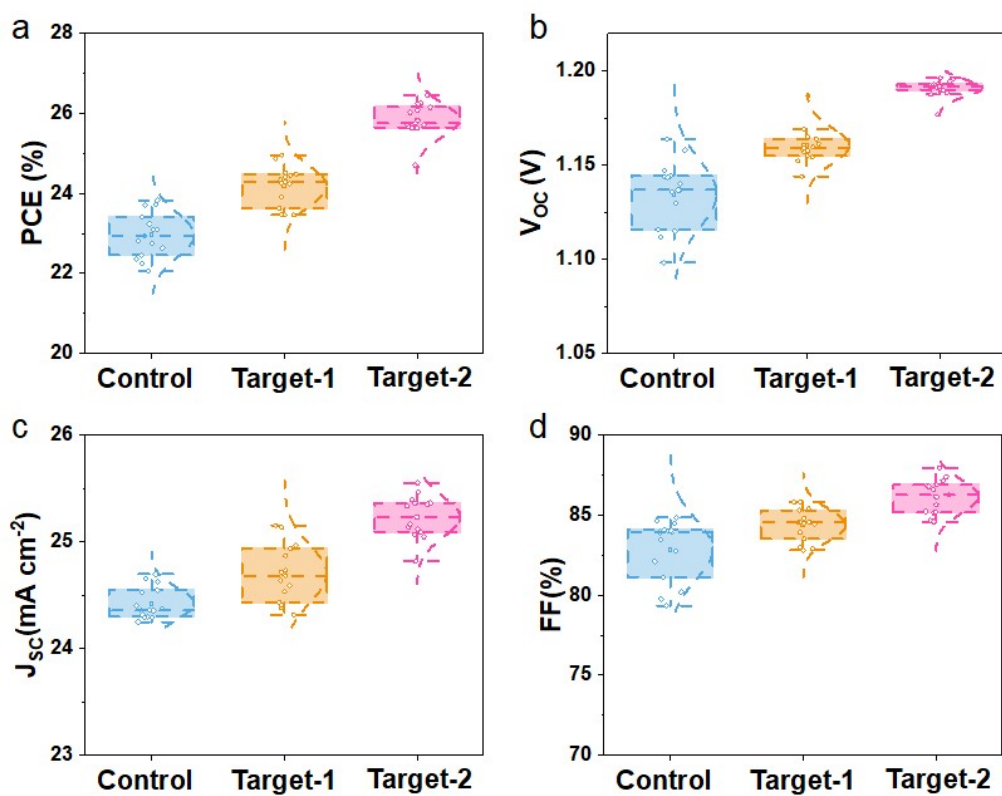 a
PCE (%)
28
26
24
22
20
Control Target-1 Target-2
b
V_OC (V)
1.20
1.15
1.10
1.05
Control Target-1 Target-2
c
J_SC(mA cm⁻²)
26
25
24
23
Control Target-1 Target-2
d
FF(%)
90
85
80
75
70
Control Target-1 Target-2